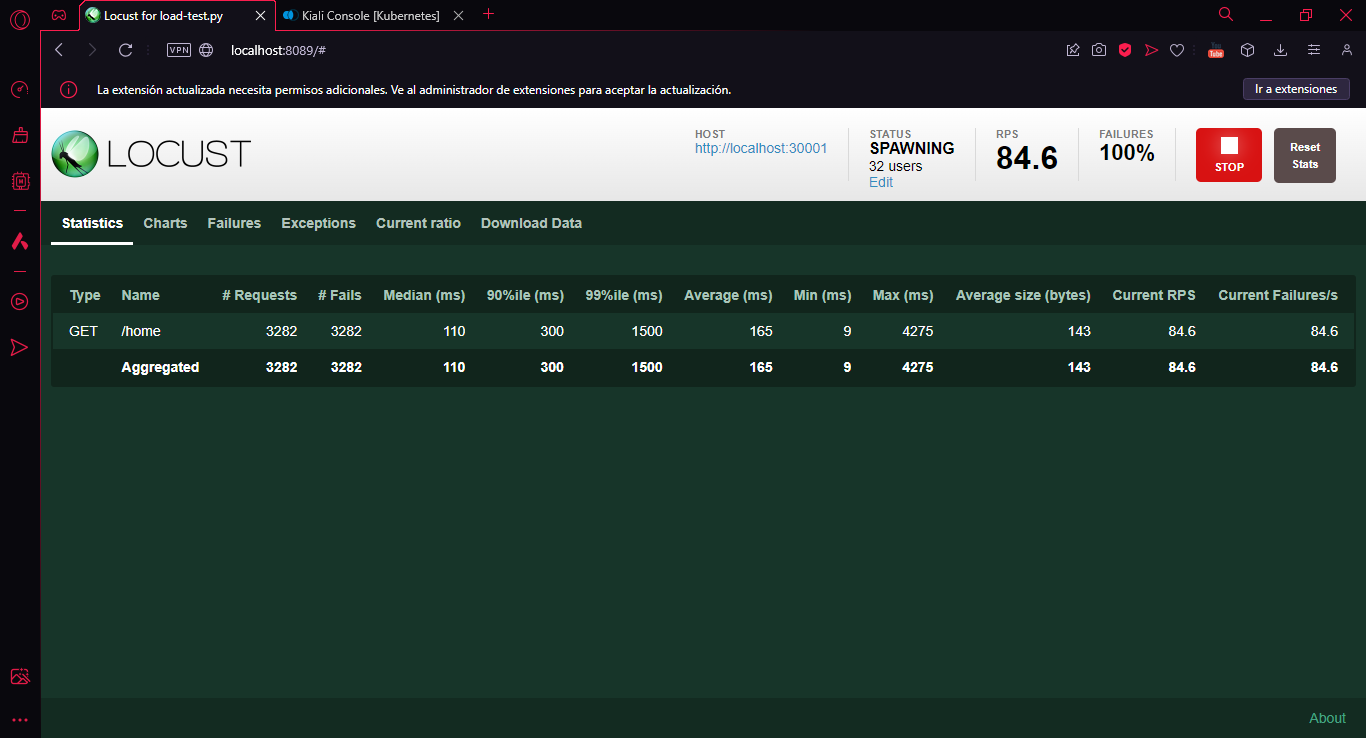 Locust for load-test.py
Kiali Console [Kubernetes]
VPN
localhost:8089/#
You Tube
La extensión actualizada necesita permisos adicionales. Ve al administrador de extensiones para aceptar la actualización.
Ir a extensiones
LOCUST
HOST
http://localhost:30001
STATUS
SPAWNING
32 users
Edit
RPS
84.6
FAILURES
100%
STOP
Reset
Stats
Statistics Charts Failures Exceptions Current ratio Download Data
Type Name # Requests # Fails Median (ms) 90%ile (ms) 99%ile (ms) Average (ms) Min (ms) Max (ms) Average size (bytes) Current RPS Current Failures/s
GET /home 3282 3282 110 300 1500 165 9 4275 143 84.6 84.6
Aggregated 3282 3282 110 300 1500 165 9 4275 143 84.6 84.6
About